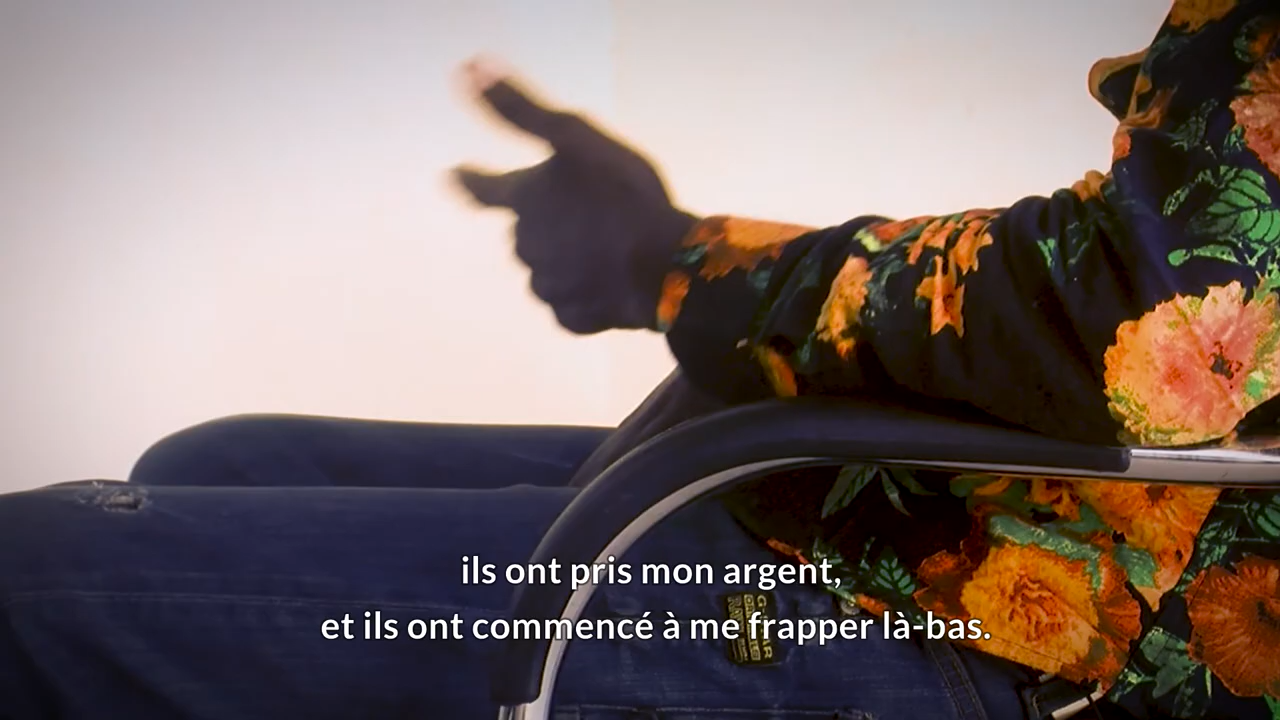 ils ont pris mon argent,
et ils ont commencé à me frapper là-bas.